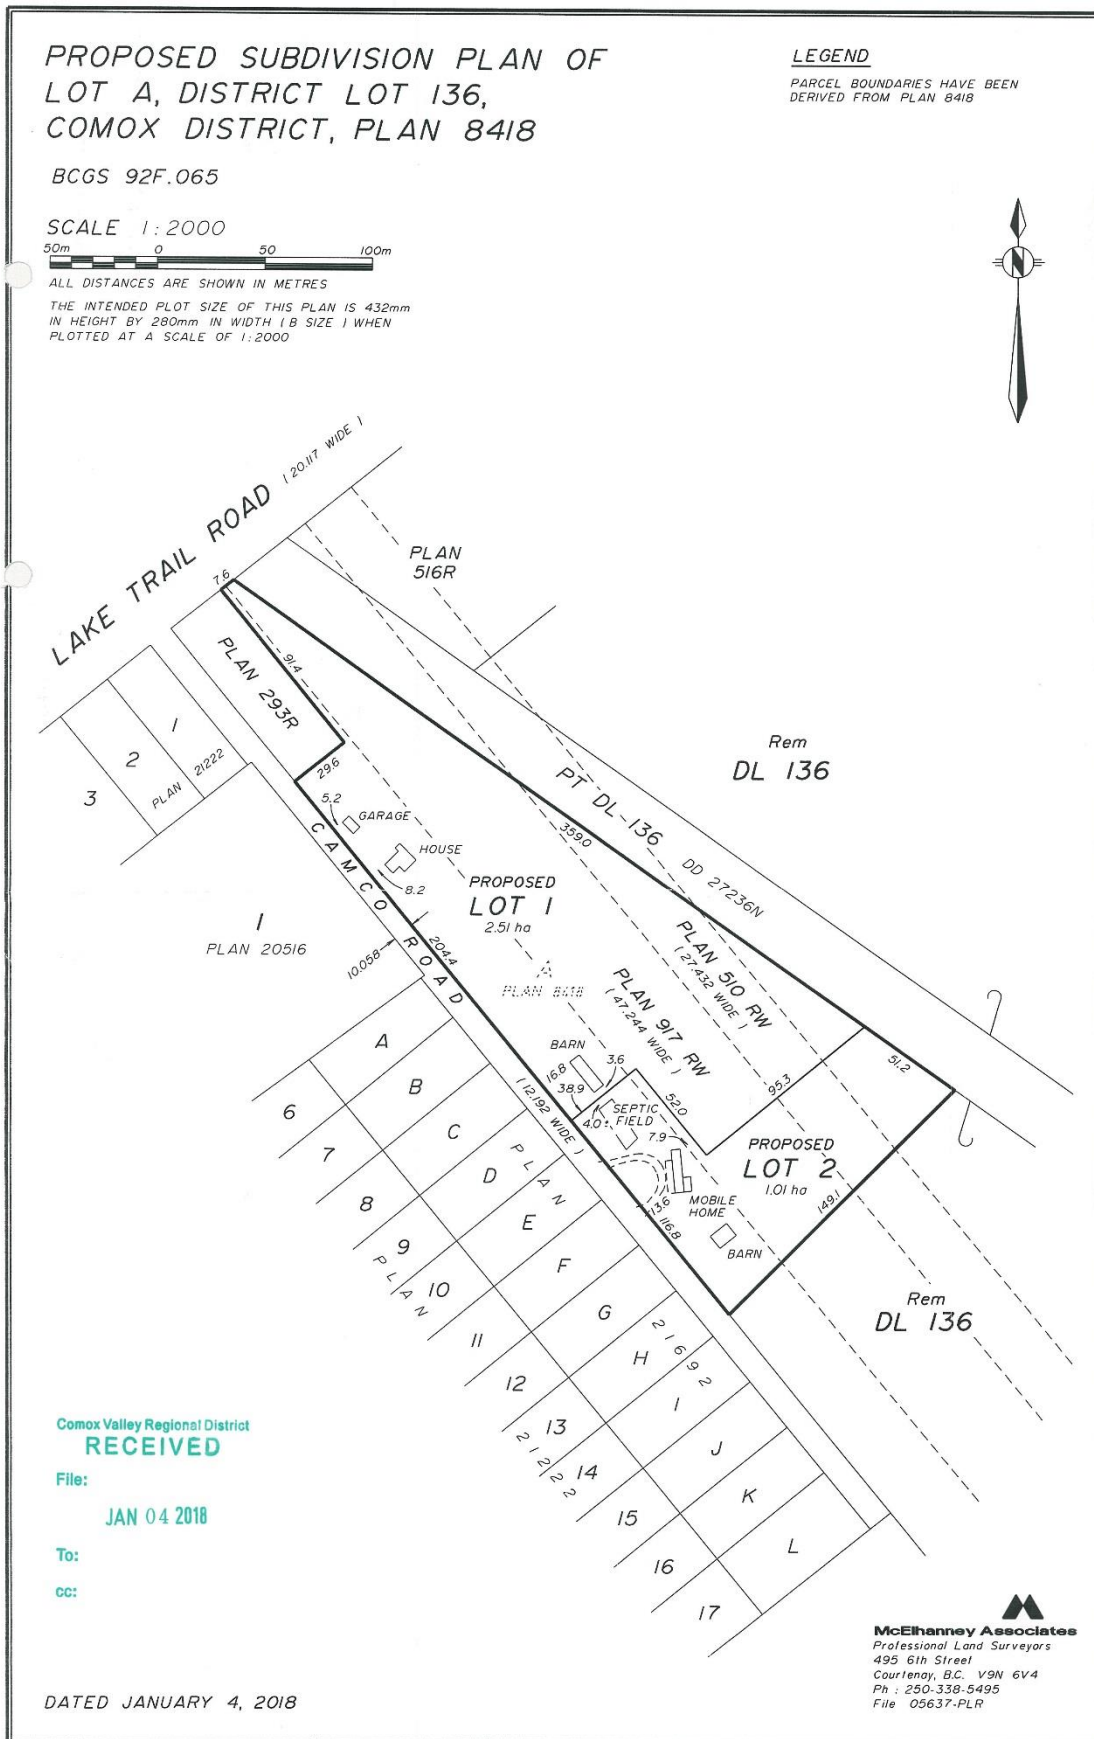 PROPOSED SUBDIVISION PLAN OF
LOT A, DISTRICT LOT 136,
COMOX DISTRICT, PLAN 8418
BCGS 92F.065
SCALE 1:2000
50m 0 50 100m
ALL DISTANCES ARE SHOWN IN METRES
THE INTENDED PLOT SIZE OF THIS PLAN IS 432mm
IN HEIGHT BY 280mm IN WIDTH ( B SIZE ) WHEN
PLOTTED AT A SCALE OF 1:2000
LEGEND
PARCEL BOUNDARIES HAVE BEEN
DERIVED FROM PLAN 8418
N
LAKE TRAIL ROAD ( 20.117 WIDE )
PLAN
516R
7.6
91.4
PLAN 293R
29.6
1
2
3
PLAN 21222
Rem
DL 136
PT DL 136
DD 27236N
359.0
5.2
GARAGE
HOUSE
8.2
CAMCO ROAD
PROPOSED
LOT 1
2.51 ha
1
PLAN 20516
10.058
204.4
A
PLAN 8418
PLAN 510 RW
( 27.432 WIDE )
PLAN 917 RW
( 47.244 WIDE )
BARN
16.8
3.6
38.9
4.0±
SEPTIC
FIELD
52.0
95.3
51.2
7.9
PROPOSED
LOT 2
1.01 ha
149.1
( 12.192 WIDE )
13.6
116.8
MOBILE
HOME
BARN
A
B
C
D
E
F
G
H
I
J
K
L
PLAN
21692
6
7
8
9
10
11
12
13
14
15
16
17
PLAN
21222
Rem
DL 136
Comox Valley Regional District
RECEIVED
File:
JAN 04 2018
To:
cc:
McElhanney Associates
Professional Land Surveyors
495 6th Street
Courtenay, B.C. V9N 6V4
Ph : 250-338-5495
File 05637-PLR
DATED JANUARY 4, 2018